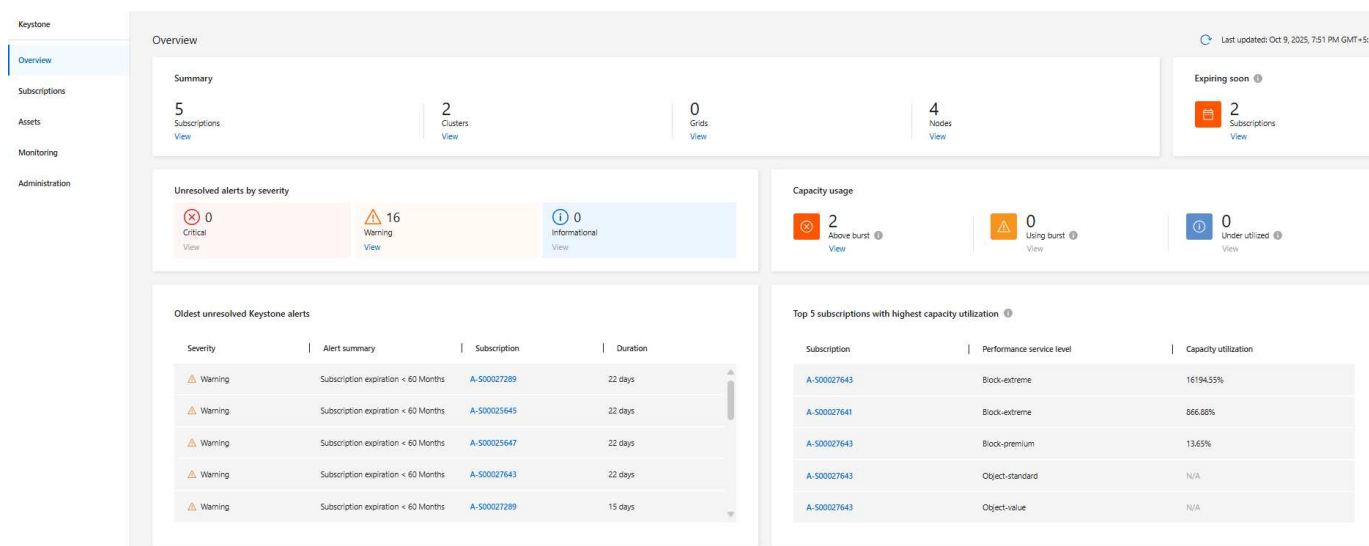 Keystone
Overview
Subscriptions
Assets
Monitoring
Administration
Overview
Last updated: Oct 9, 2025, 7:51 PM GMT+5:
Summary
5
Subscriptions
View
2
Clusters
View
0
Grids
View
4
Nodes
View
Expiring soon
2
Subscriptions
View
Unresolved alerts by severity
0
Critical
View
16
Warning
View
0
Informational
View
Capacity usage
2
Above burst
View
0
Using burst
View
0
Under utilized
View
Oldest unresolved Keystone alerts
Severity Alert summary Subscription Duration
Warning Subscription expiration < 60 Months A-S00027289 22 days
Warning Subscription expiration < 60 Months A-S00025645 22 days
Warning Subscription expiration < 60 Months A-S00025647 22 days
Warning Subscription expiration < 60 Months A-S00027643 22 days
Warning Subscription expiration < 60 Months A-S00027289 15 days
Top 5 subscriptions with highest capacity utilization
Subscription Performance service level Capacity utilization
A-S00027643 Block-extreme 16194.55%
A-S00027641 Block-extreme 866.88%
A-S00027643 Block-premium 13.65%
A-S00027643 Object-standard N/A
A-S00027643 Object-value N/A